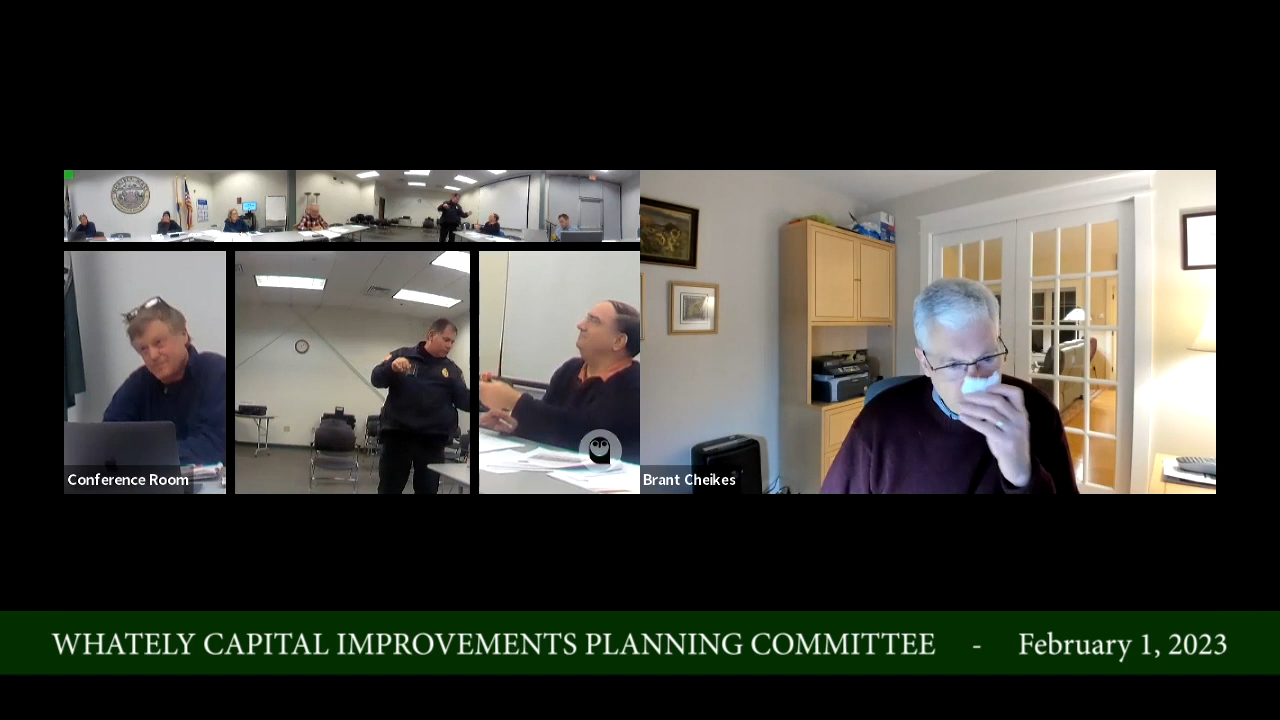 Conference Room
Brant Cheikes
WHATELY CAPITAL IMPROVEMENTS PLANNING COMMITTEE - February 1, 2023